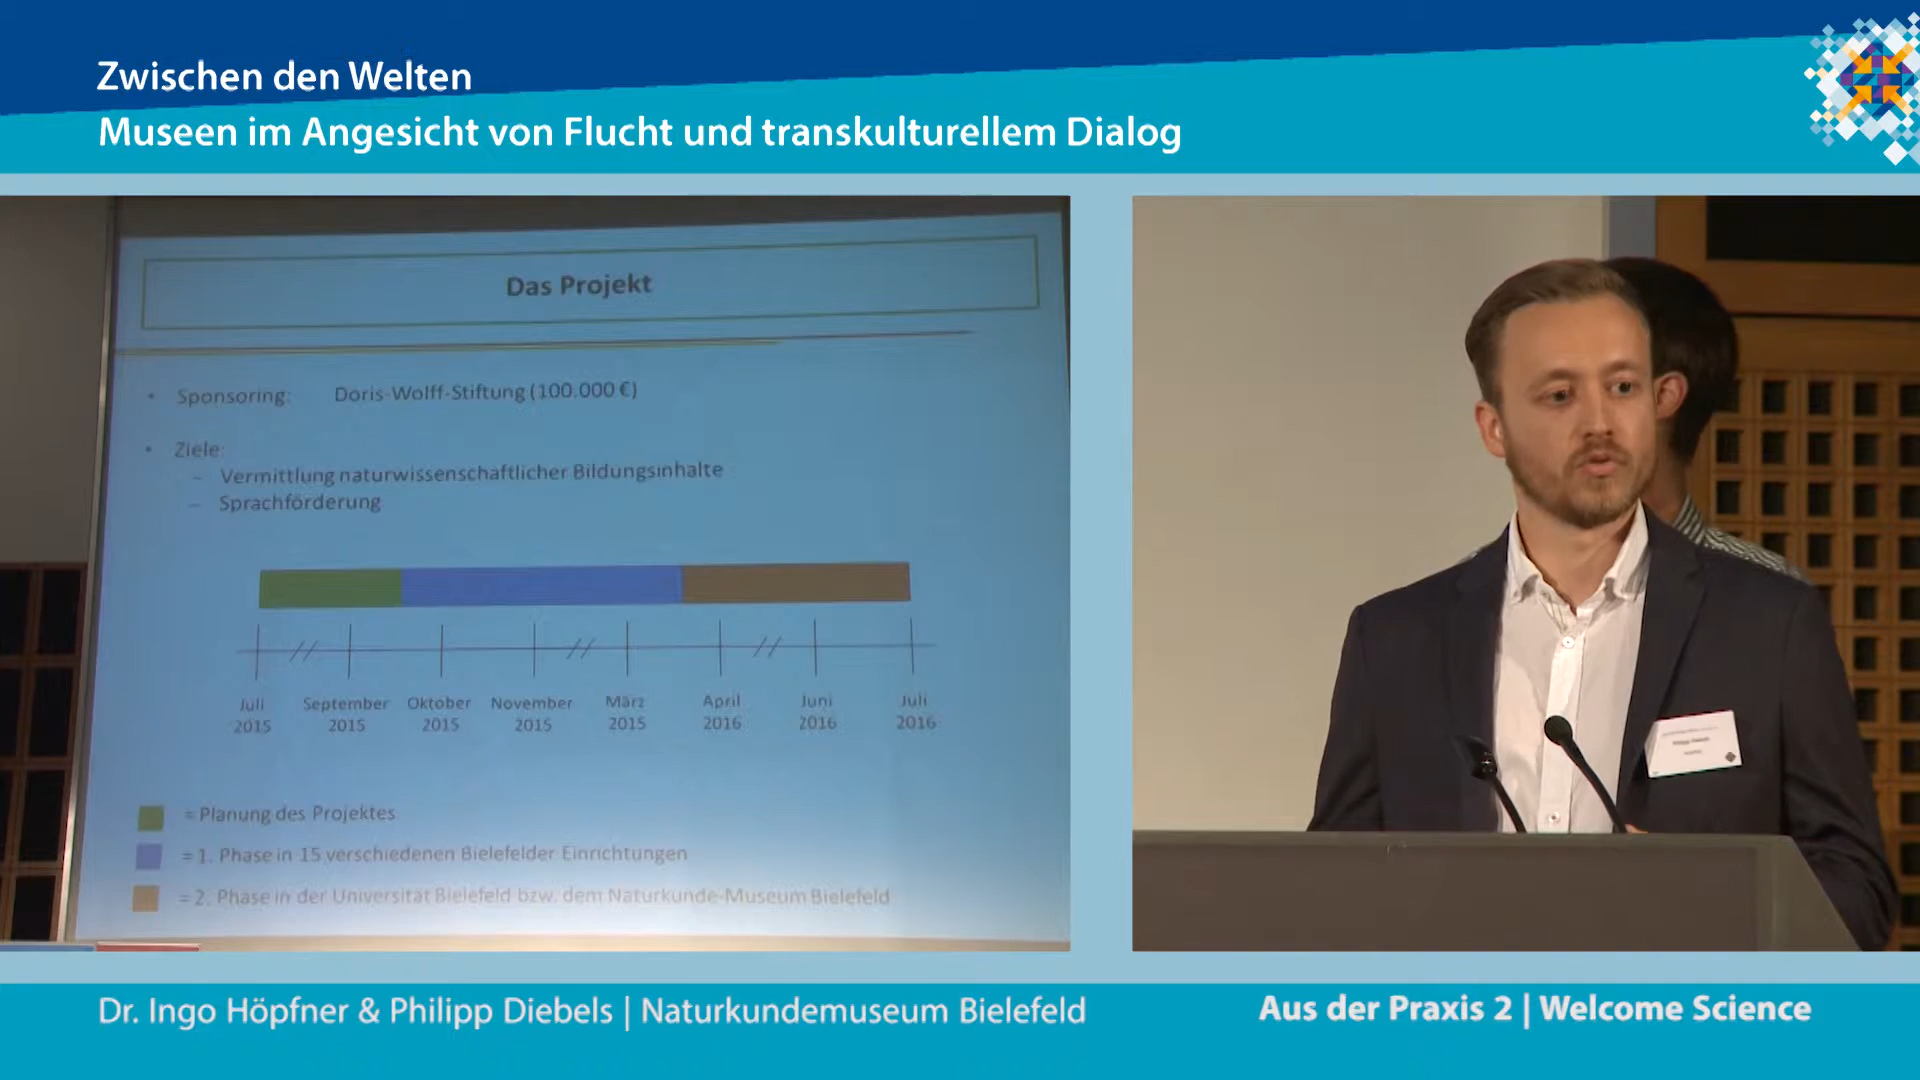 Zwischen den Welten
Museen im Angesicht von Flucht und transkulturellem Dialog
Das Projekt
• Sponsoring: Doris-Wolff-Stiftung (100.000 €)
• Ziele:
– Vermittlung naturwissenschaftlicher Bildungsinhalte
– Sprachförderung
Juli September Oktober November März April Juni Juli
2015 2015 2015 2015 2015 2016 2016 2016
= Planung des Projektes
= 1. Phase in 15 verschiedenen Bielefelder Einrichtungen
= 2. Phase in der Universität Bielefeld bzw. dem Naturkunde-Museum Bielefeld
Philipp Diebels
Dr. Ingo Höpfner & Philipp Diebels | Naturkundemuseum Bielefeld
Aus der Praxis 2 | Welcome Science